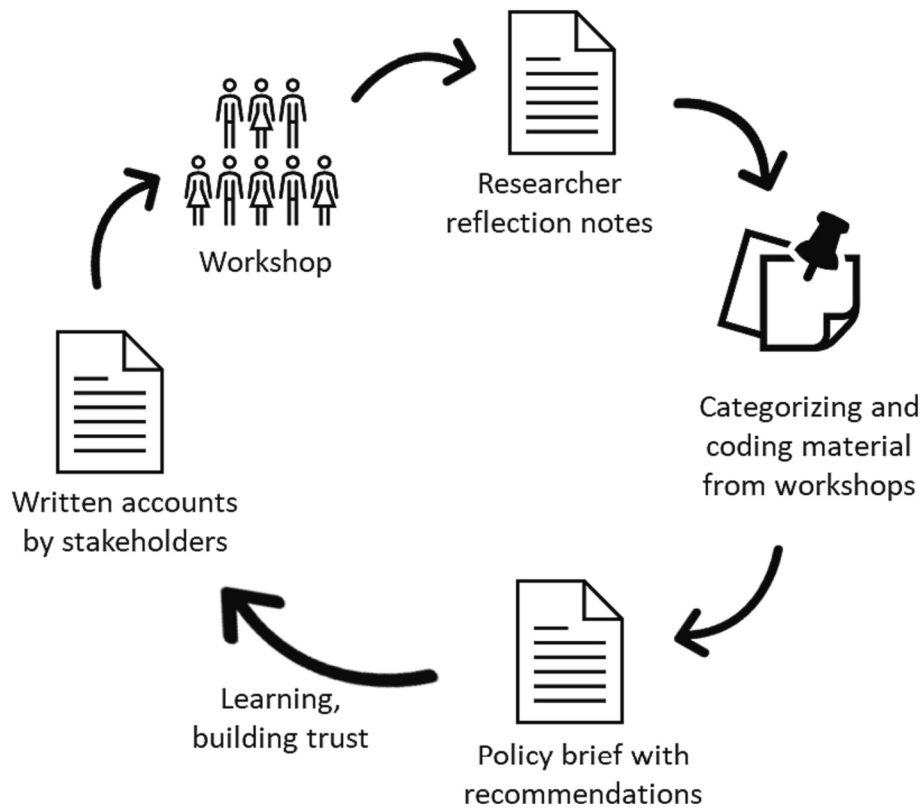 Workshop
Researcher
reflection notes
Categorizing and
coding material
from workshops
Policy brief with
recommendations
Learning,
building trust
Written accounts
by stakeholders